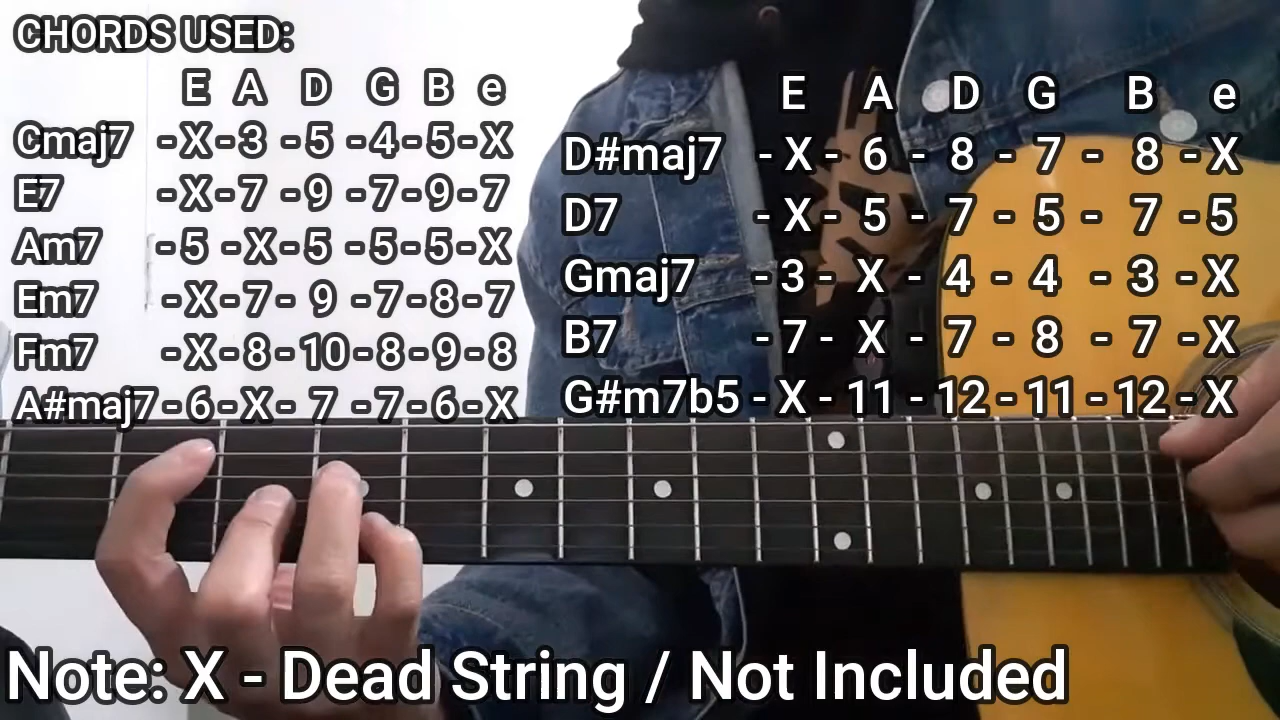 CHORDS USED:
E A D G B e
Cmaj7 -X-3-5-4-5-X
E7 -X-7-9-7-9-7
Am7 -5-X-5-5-5-X
Em7 -X-7-9-7-8-7
Fm7 -X-8-10-8-9-8
A#maj7-6-X-7-7-6-X
E A D G B e
D#maj7 -X-6-8-7-8-X
D7 -X-5-7-5-7-5
Gmaj7 -3-X-4-4-3-X
B7 -7-X-7-8-7-X
G#m7b5-X-11-12-11-12-X
Note: X - Dead String / Not Included